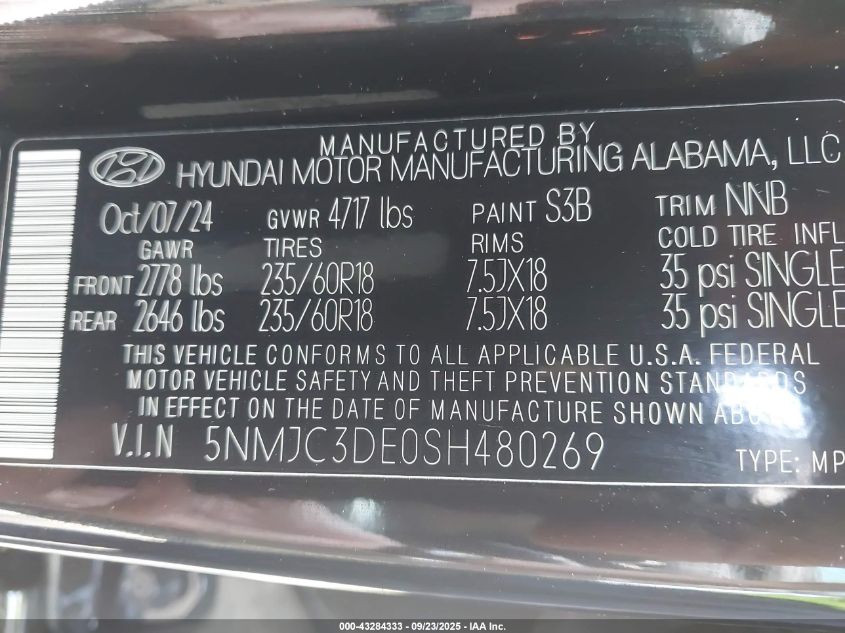 MANUFACTURED BY
HYUNDAI MOTOR MANUFACTURING ALABAMA, LLC
Oct/07/24 GVWR 4717 lbs PAINT S3B TRIM NNB
GAWR TIRES RIMS COLD TIRE INFL
FRONT 2778 lbs 235/60R18 7.5JX18 35 psi SINGLE
REAR 2646 lbs 235/60R18 7.5JX18 35 psi SINGLE
THIS VEHICLE CONFORMS TO ALL APPLICABLE U.S.A. FEDERAL
MOTOR VEHICLE SAFETY AND THEFT PREVENTION STANDARDS
IN EFFECT ON THE DATE OF MANUFACTURE SHOWN ABOVE
V.I.N 5NMJC3DE0SH480269 TYPE: MP
000-43284333 - 09/23/2025 - IAA Inc.